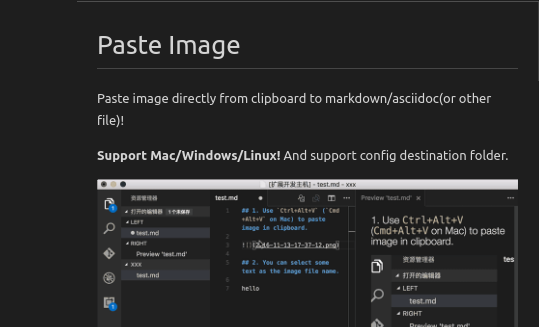 Paste Image
Paste image directly from clipboard to markdown/asciidoc(or other
file)!
Support Mac/Windows/Linux! And support config destination folder.
[扩展开发主机] - test.md - xxx
资源管理器
打开的编辑器 1 个未保存
LEFT
test.md
RIGHT
Preview 'test.md'
XXX
test.md
test.md
1 ## 1. Use `Ctrl+Alt+V` (`Cmd
+Alt+V` on Mac) to paste
image in clipboard.
2
3 ![](2016-11-13-17-37-12.png)
4
5 ## 2. You can select some
text as the image file name.
6
7 hello
Preview 'test.md'
1. Use Ctrl+Alt+V
(Cmd+Alt+V on Mac) to paste
image in clipboard.
资源管理器
打开的编辑器
LEFT
test.md
RIGHT
Preview 'test.md'
tes